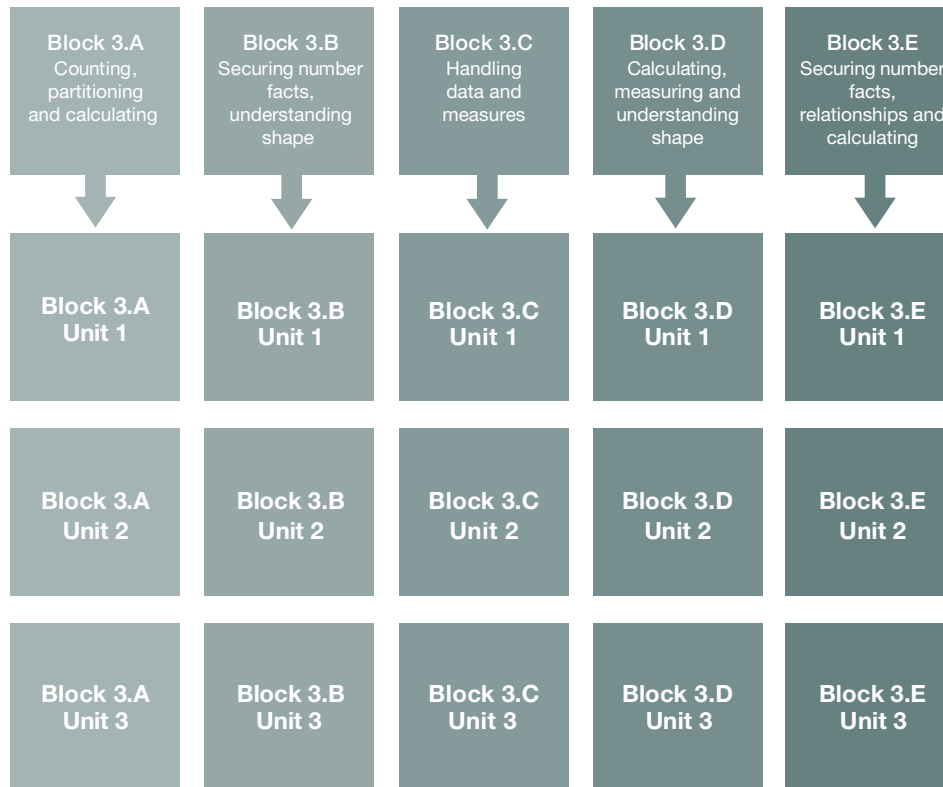 Block 3.A
Counting,
partitioning
and calculating
Block 3.B
Securing number
facts,
understanding
shape
Block 3.C
Handling
data and
measures
Block 3.D
Calculating,
measuring and
understanding
shape
Block 3.E
Securing number
facts,
relationships and
calculating
Block 3.A
Unit 1
Block 3.B
Unit 1
Block 3.C
Unit 1
Block 3.D
Unit 1
Block 3.E
Unit 1
Block 3.A
Unit 2
Block 3.B
Unit 2
Block 3.C
Unit 2
Block 3.D
Unit 2
Block 3.E
Unit 2
Block 3.A
Unit 3
Block 3.B
Unit 3
Block 3.C
Unit 3
Block 3.D
Unit 3
Block 3.E
Unit 3